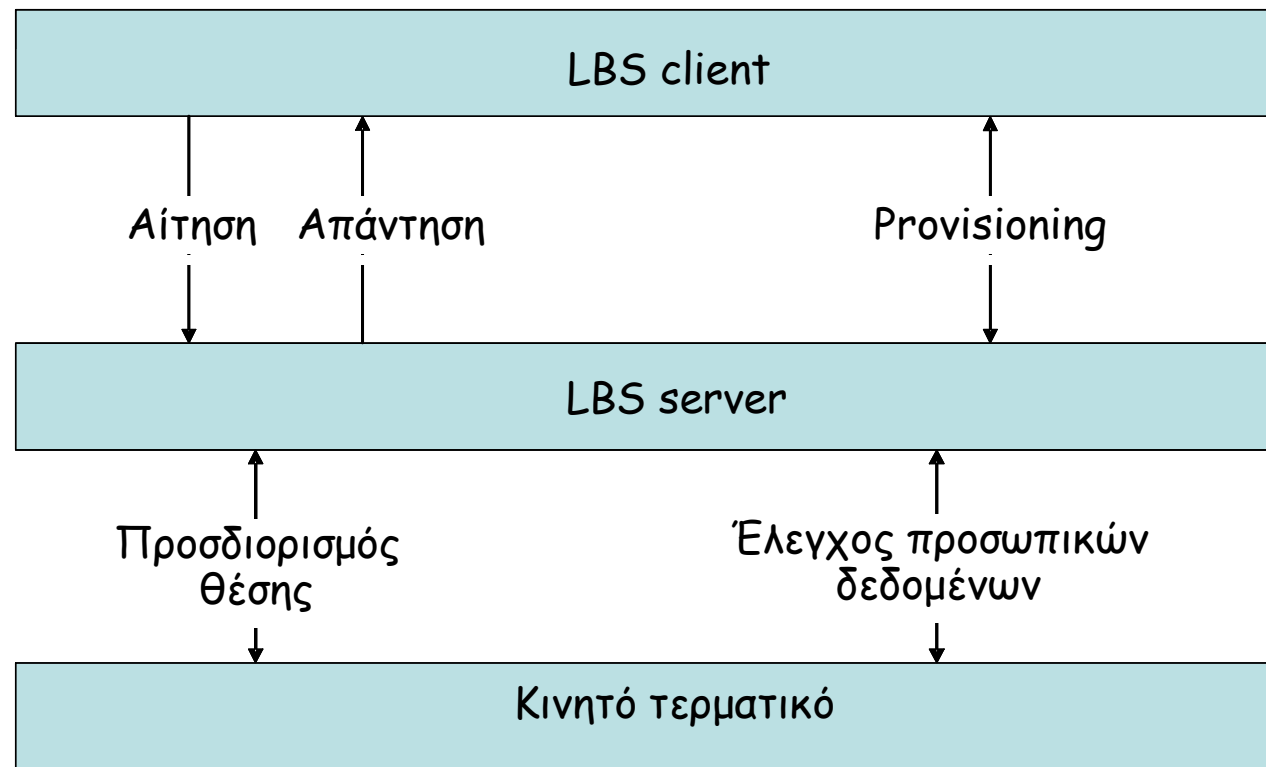 LBS client
Αίτηση
Απάντηση
Provisioning
LBS server
Προσδιορισμός
θέσης
Έλεγχος προσωπικών
δεδομένων
Κινητό τερματικό